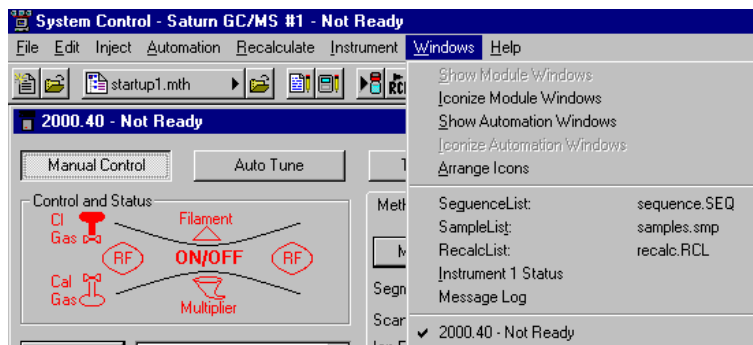 System Control - Saturn GC/MS #1 - Not Ready
File Edit Inject Automation Recalculate Instrument Windows Help
startup1.mth
2000.40 - Not Ready
Manual Control Auto Tune
Control and Status
CI Gas
Filament
RF ON/OFF RF
Cal Gas
Multiplier
Show Module Windows
Iconize Module Windows
Show Automation Windows
Iconize Automation Windows
Arrange Icons
SequenceList: sequence.SEQ
SampleList: samples.smp
RecalcList: recalc.RCL
Instrument 1 Status
Message Log
✔ 2000.40 - Not Ready